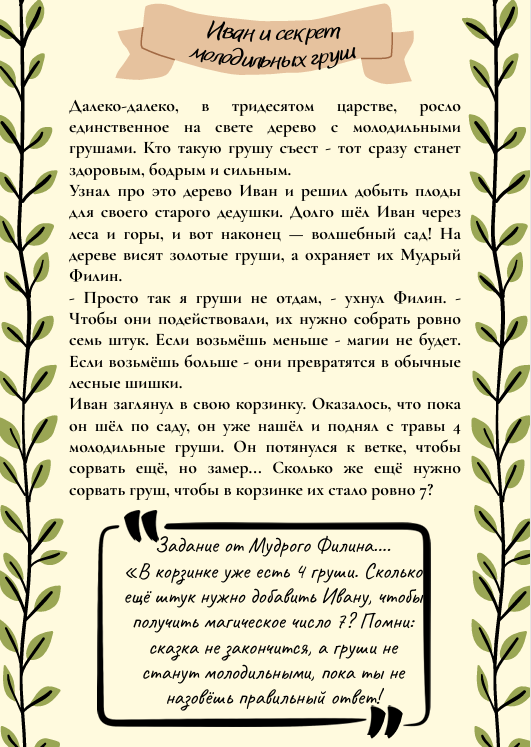 Иван и секрет
молодильных груш
Далеко-далеко, в тридесятом царстве, росло
единственное на свете дерево с молодильными
грушами. Кто такую грушу съест - тот сразу станет
здоровым, бодрым и сильным.
Узнал про это дерево Иван и решил добыть плоды
для своего старого дедушки. Долго шёл Иван через
леса и горы, и вот наконец — волшебный сад! На
дереве висят золотые груши, а охраняет их Мудрый
Филин.
- Просто так я груши не отдам, - ухнул Филин. -
Чтобы они подействовали, их нужно собрать ровно
семь штук. Если возьмёшь меньше - магии не будет.
Если возьмёшь больше - они превратятся в обычные
лесные шишки.
Иван заглянул в свою корзинку. Оказалось, что пока
он шёл по саду, он уже нашёл и поднял с травы 4
молодильные груши. Он потянулся к ветке, чтобы
сорвать ещё, но замер... Сколько же ещё нужно
сорвать груш, чтобы в корзинке их стало ровно 7?
Задание от Мудрого Филина....
«В корзинке уже есть 4 груши. Сколько
ещё штук нужно добавить Ивану, чтобы
получить магическое число 7? Помни:
сказка не закончится, а груши не
станут молодильными, пока ты не
назовёшь правильный ответ!